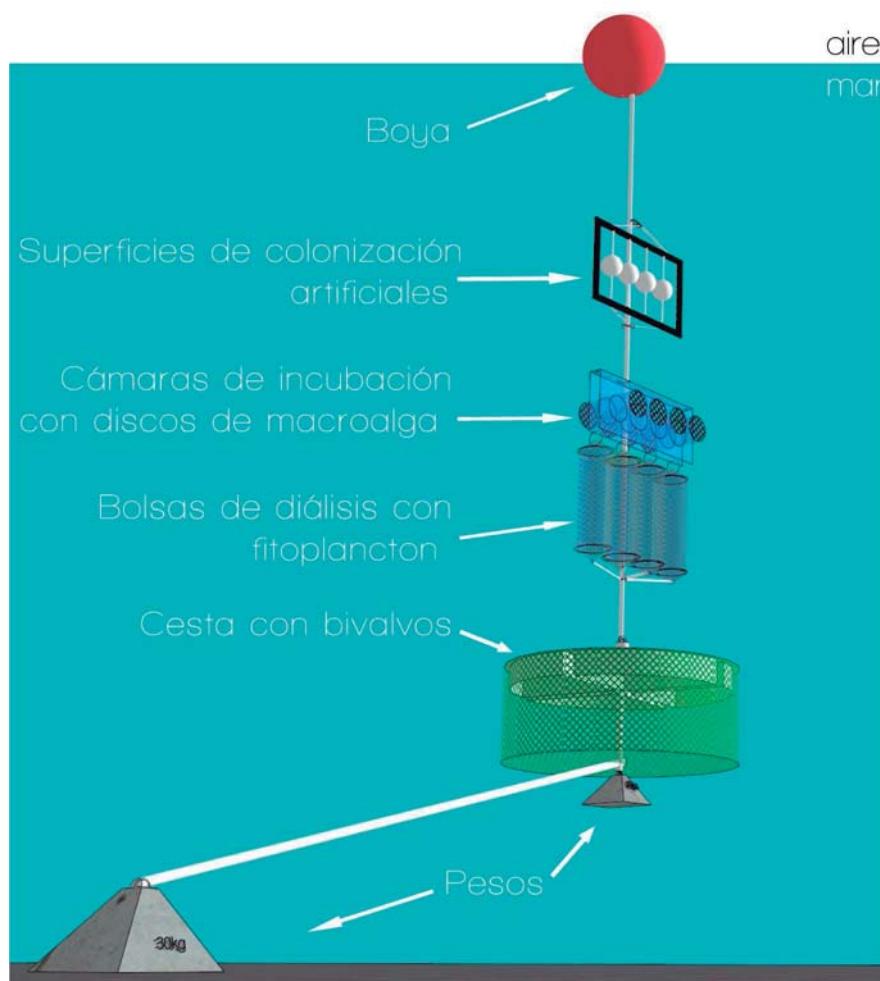 aire
mar
Boya
Superficies de colonización
artificiales
Cámaras de incubación
con discos de macroalga
Bolsas de diálisis con
fitoplancton
Cesta con bivalvos
Pesos
30kg